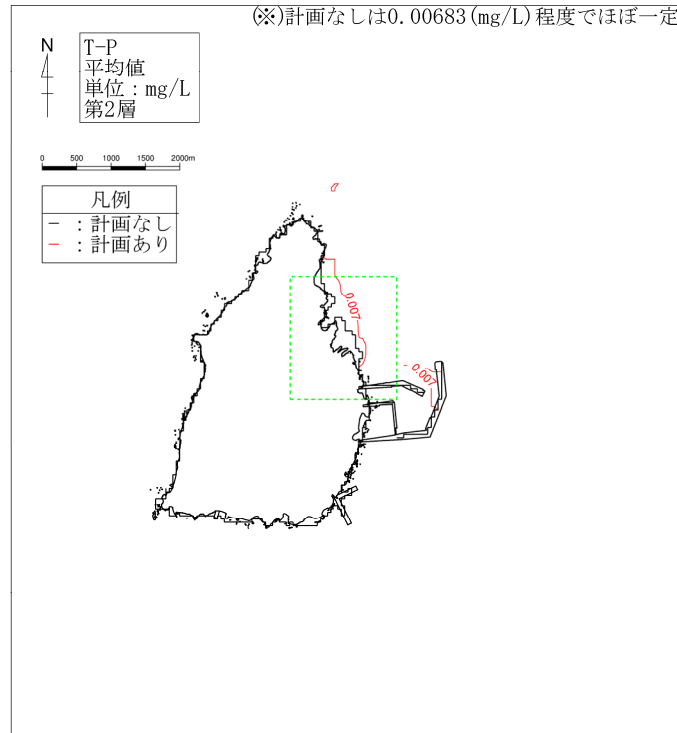 (※)計画なしは0.00683(mg/L)程度でほぼ一定
N
T-P
平均値
単位：mg/L
第2層
0 500 1000 1500 2000m
凡例
－ ：計画なし
－ ：計画あり
0.007
0.007